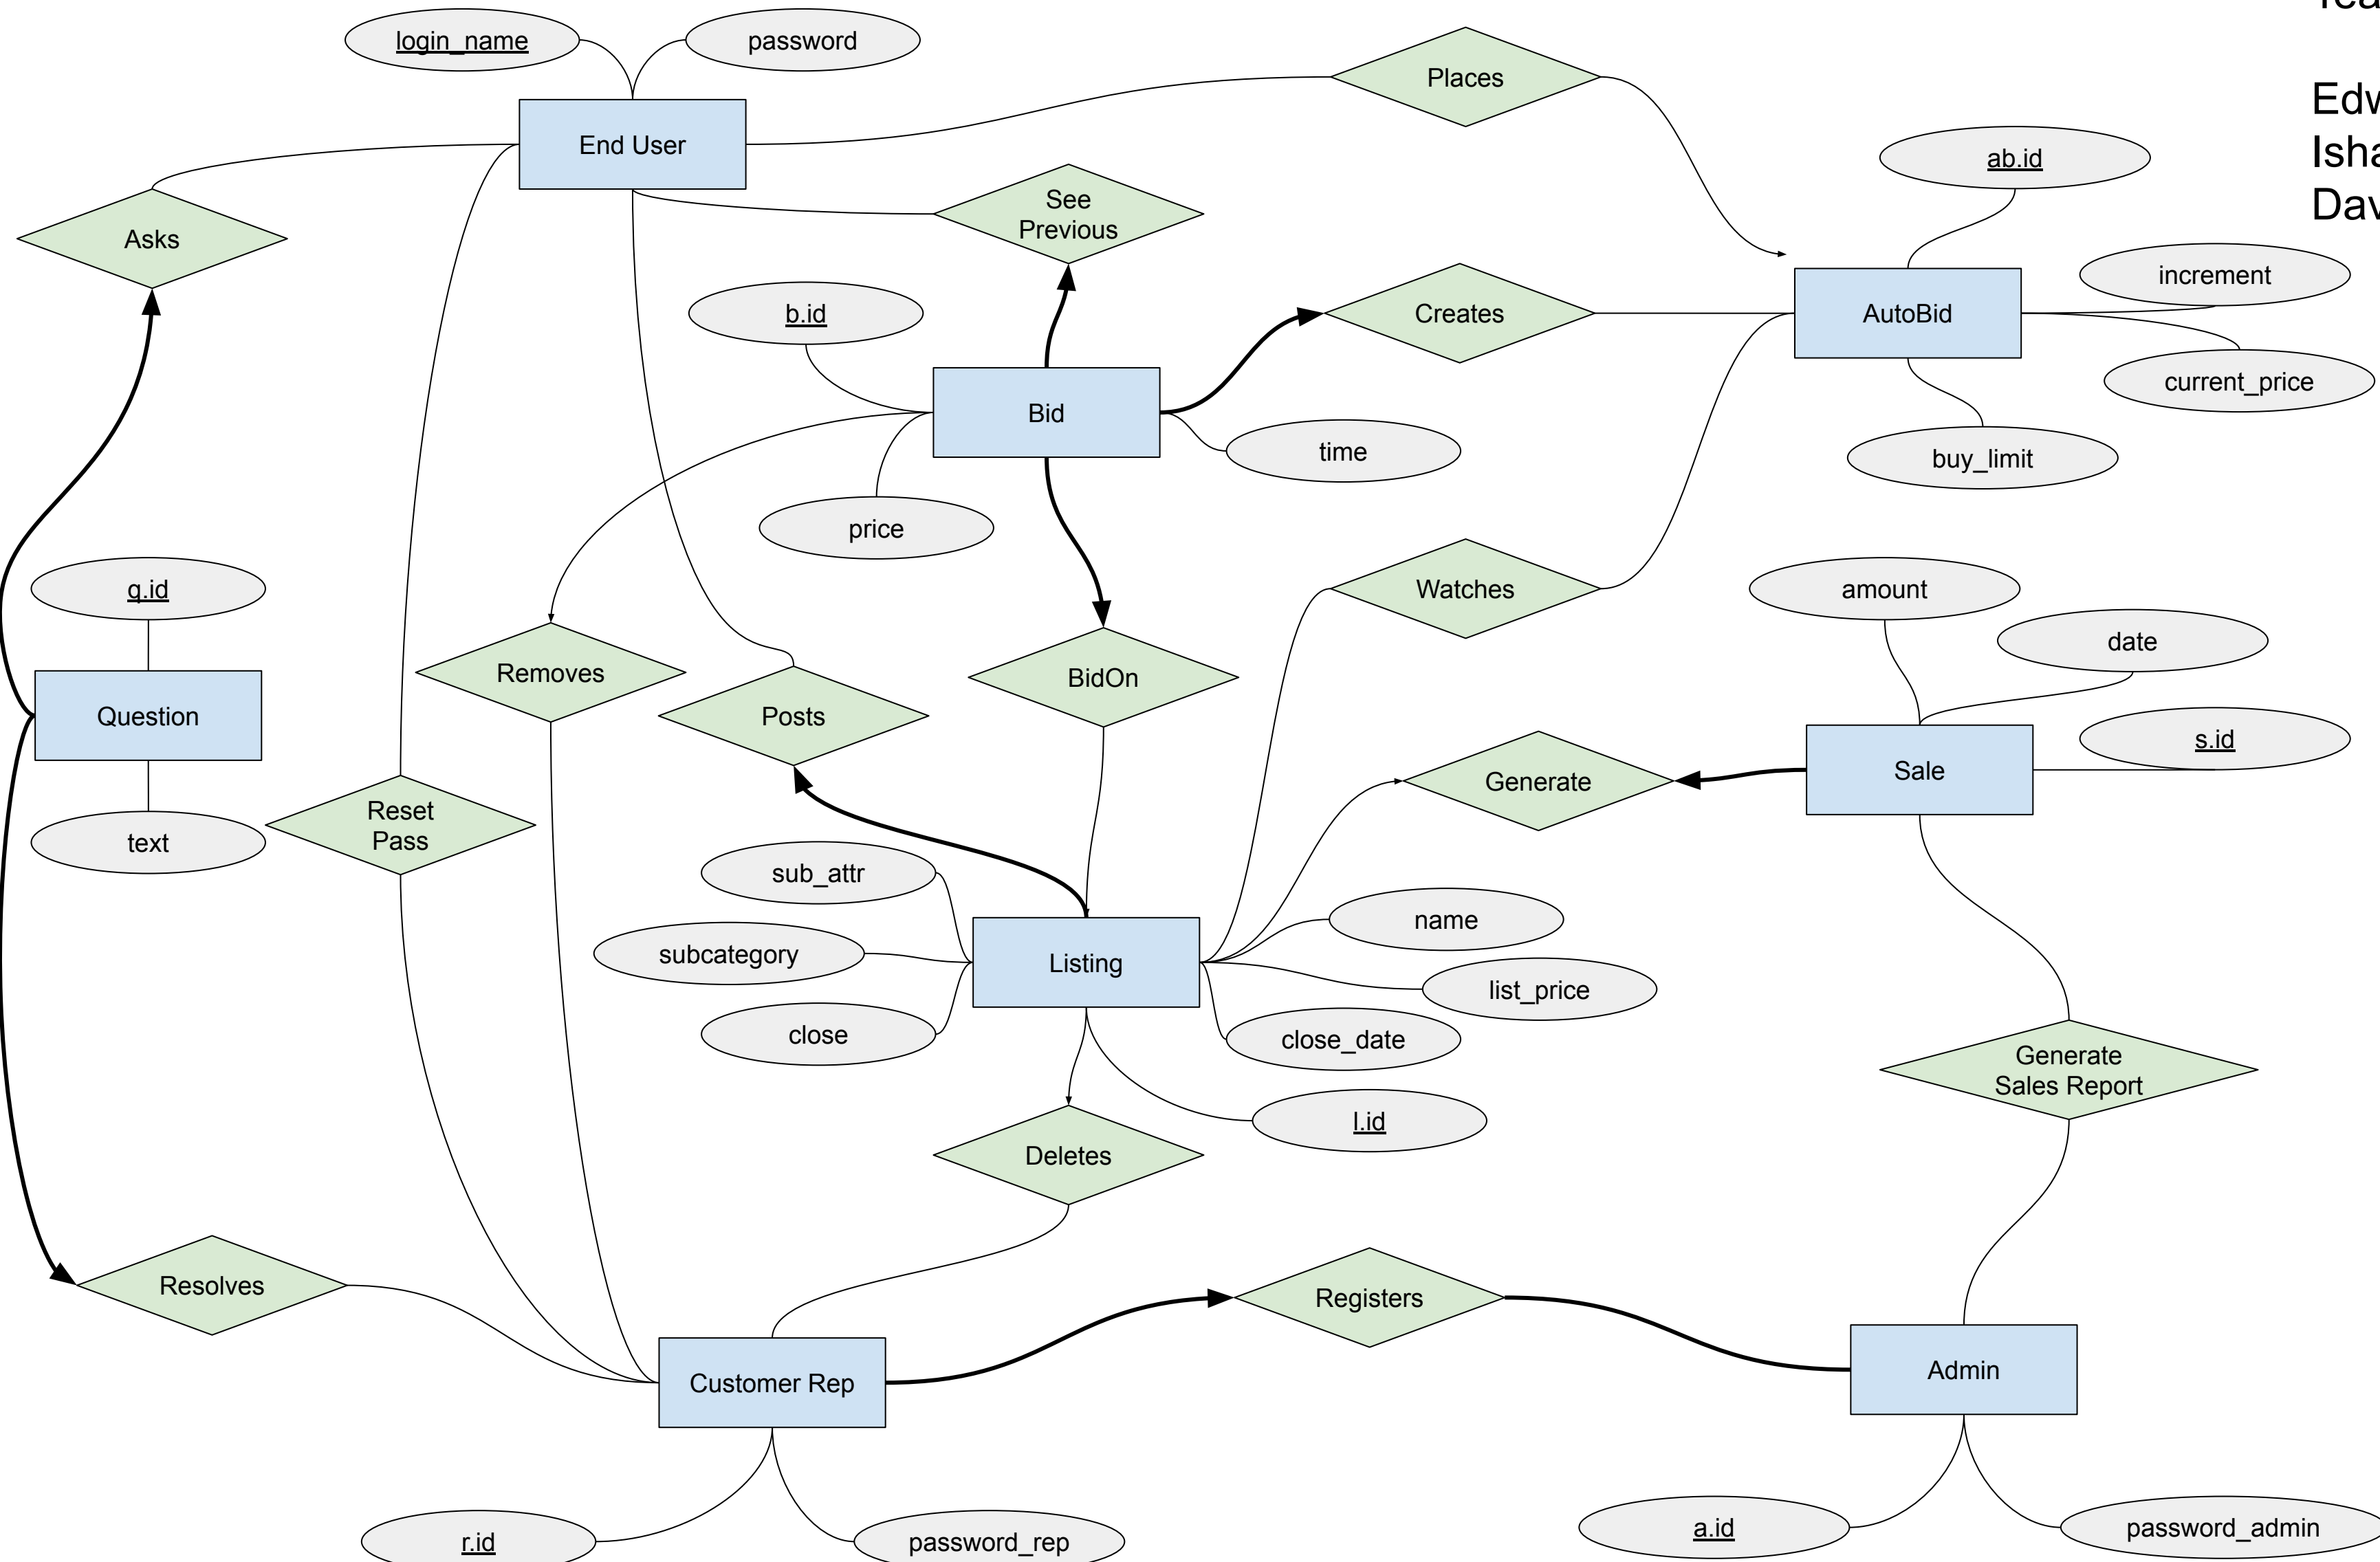 login_name
password
Places
Edw
Isha
Dav
End User
ab.id
See
Previous
Asks
increment
b.id
Creates
AutoBid
current_price
Bid
time
buy_limit
price
q.id
amount
Watches
date
Removes
BidOn
Question
Posts
s.id
Generate
Sale
Reset
Pass
text
sub_attr
name
subcategory
Listing
list_price
close
close_date
Generate
Sales Report
l.id
Deletes
Resolves
Registers
Customer Rep
Admin
r.id
password_rep
a.id
password_admin